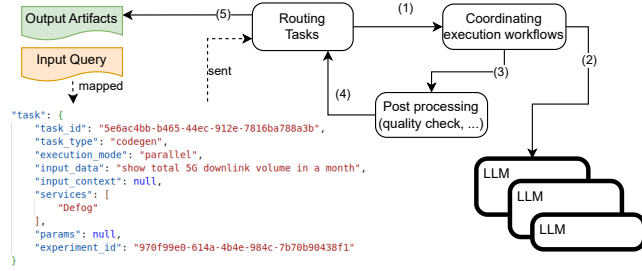 Output Artifacts
(5)
Routing
Tasks
(1)
Coordinating
execution workflows
Input Query
mapped
sent
(4)
(3)
(2)
Post processing
(quality check, ...)
"task": {
"task_id": "5e6ac4bb-b465-44ec-912e-7816ba788a3b",
"task_type": "codegen",
"execution_mode": "parallel",
"input_data": "show total 5G downlink volume in a month",
"input_context": null,
"services": [
"Defog"
],
"params": null,
"experiment_id": "970f99e0-614a-4b4e-984c-7b70b90438f1"
}
LLM
LLM
LLM